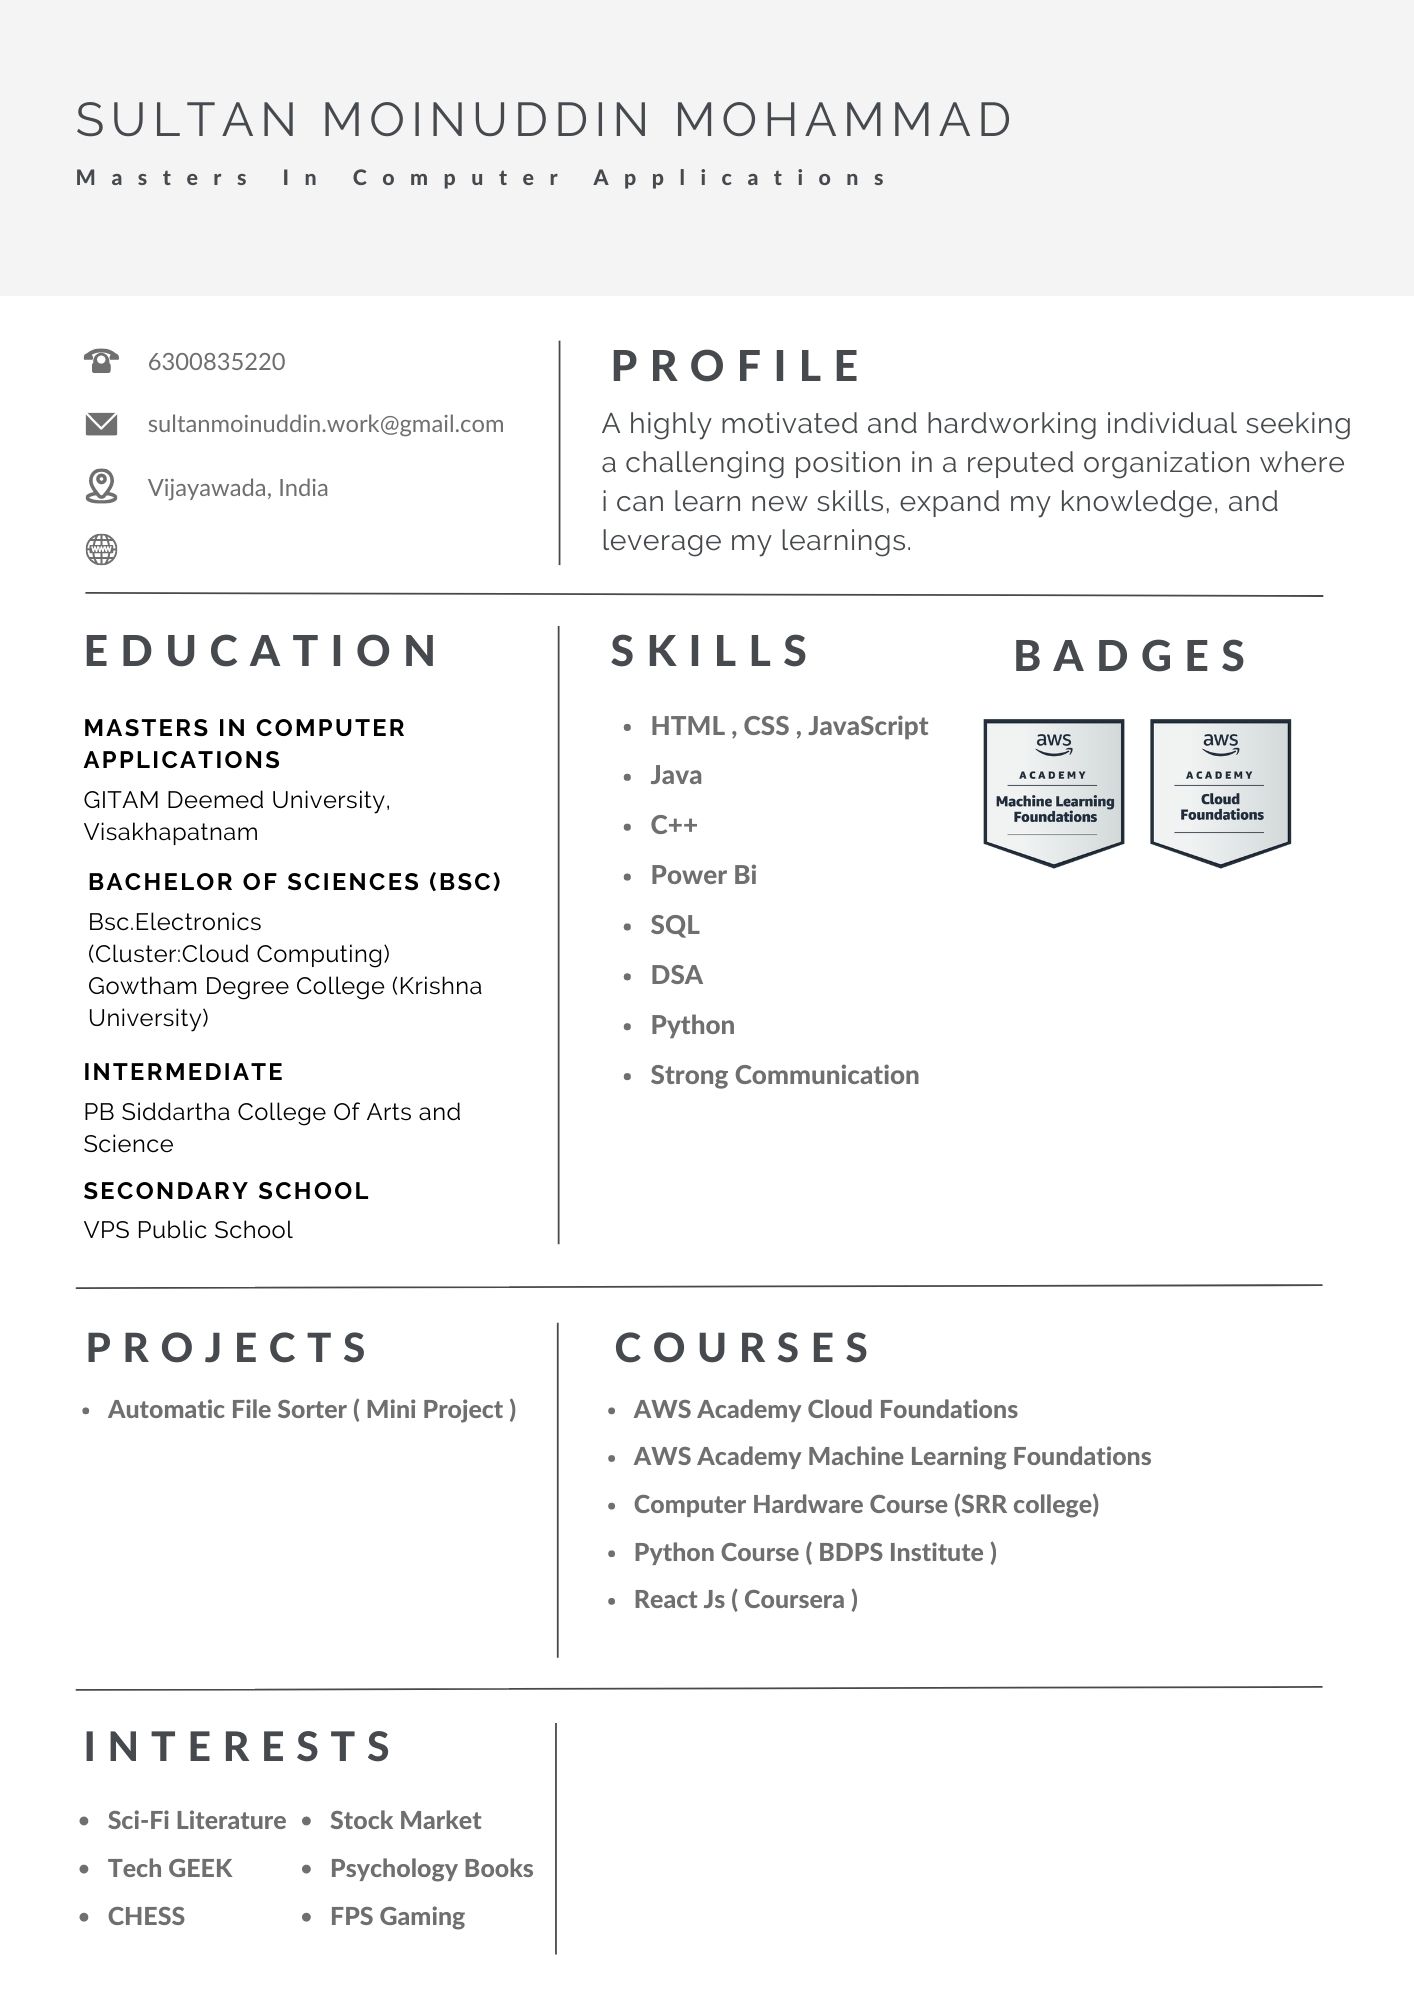 SULTAN MOINUDDIN MOHAMMAD
Masters In Computer Applications
6300835220
sultanmoinuddin.work@gmail.com
Vijayawada, India
www
PROFILE
A highly motivated and hardworking individual seeking
a challenging position in a reputed organization where
i can learn new skills, expand my knowledge, and
leverage my learnings.
EDUCATION
MASTERS IN COMPUTER
APPLICATIONS
GITAM Deemed University,
Visakhapatnam
BACHELOR OF SCIENCES (BSC)
Bsc.Electronics
(Cluster:Cloud Computing)
Gowtham Degree College (Krishna
University)
INTERMEDIATE
PB Siddartha College Of Arts and
Science
SECONDARY SCHOOL
VPS Public School
SKILLS
• HTML , CSS , JavaScript
• Java
• C++
• Power Bi
• SQL
• DSA
• Python
• Strong Communication
BADGES
aws
ACADEMY
Machine Learning
Foundations
aws
ACADEMY
Cloud
Foundations
PROJECTS
• Automatic File Sorter ( Mini Project )
COURSES
• AWS Academy Cloud Foundations
• AWS Academy Machine Learning Foundations
• Computer Hardware Course (SRR college)
• Python Course ( BDPS Institute )
• React Js ( Coursera )
INTERESTS
• Sci-Fi Literature
• Tech GEEK
• CHESS
• Stock Market
• Psychology Books
• FPS Gaming